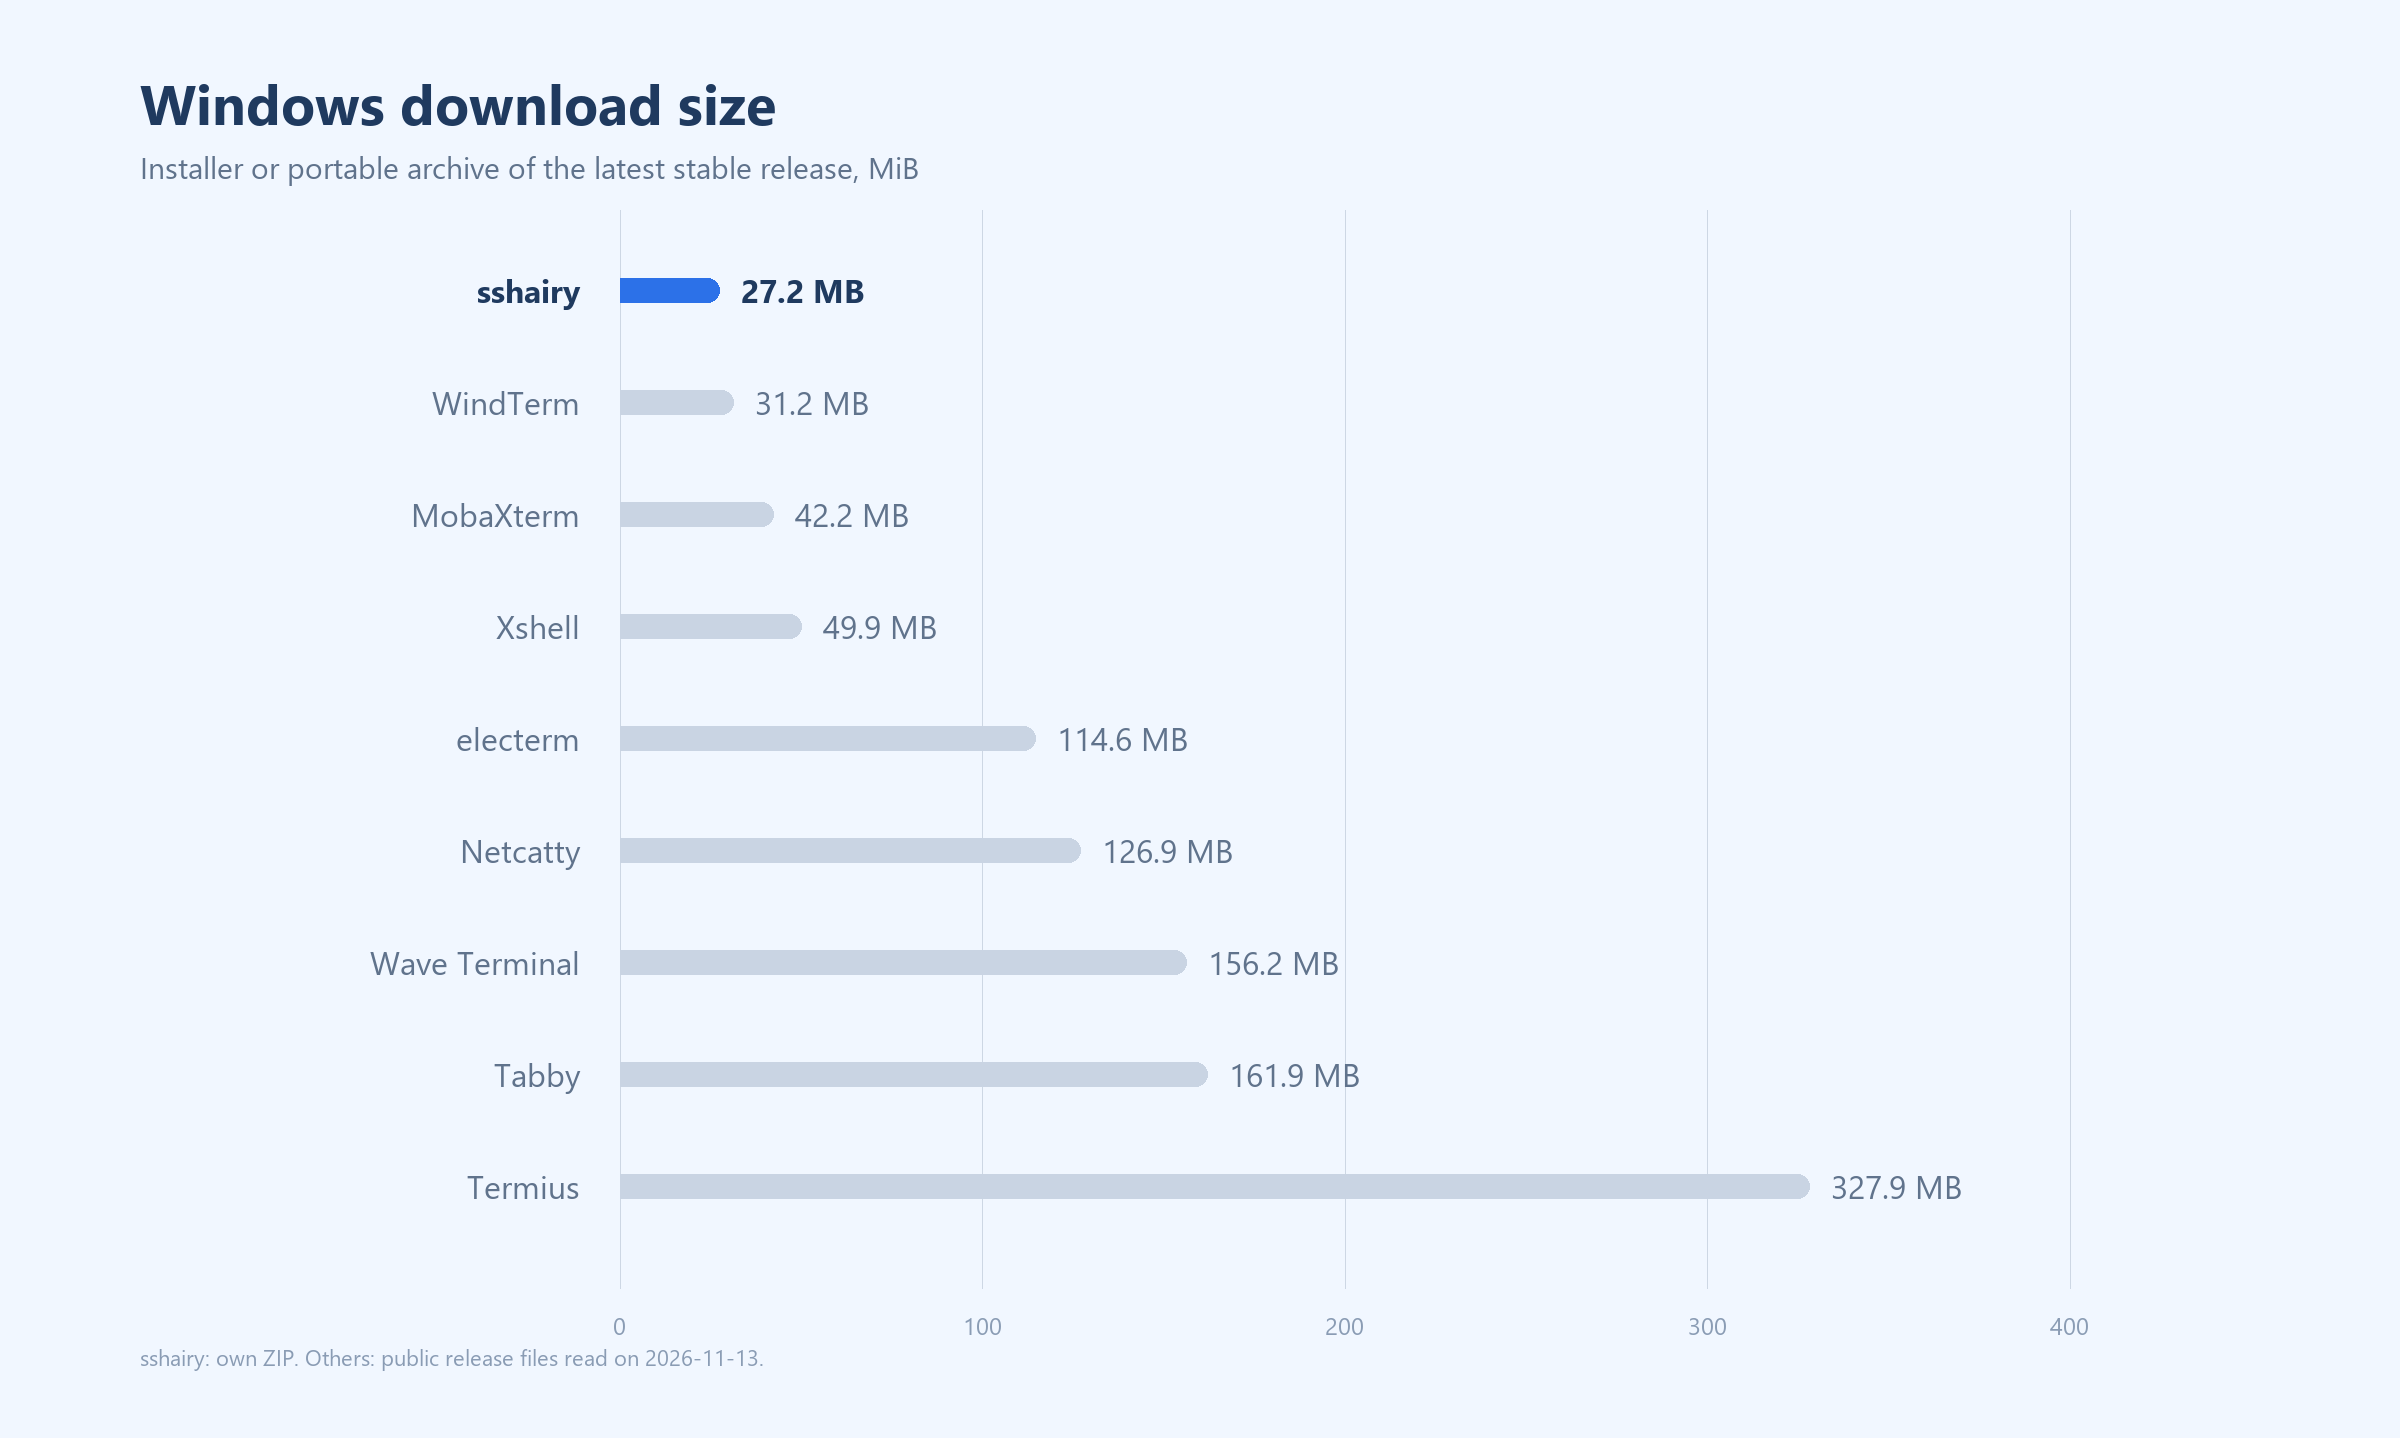 Windows download size
Installer or portable archive of the latest stable release, MiB
sshairy 27.2 MB
WindTerm 31.2 MB
MobaXterm 42.2 MB
Xshell 49.9 MB
electerm 114.6 MB
Netcatty 126.9 MB
Wave Terminal 156.2 MB
Tabby 161.9 MB
Termius 327.9 MB
0 100 200 300 400
sshairy: own ZIP. Others: public release files read on 2026-11-13.